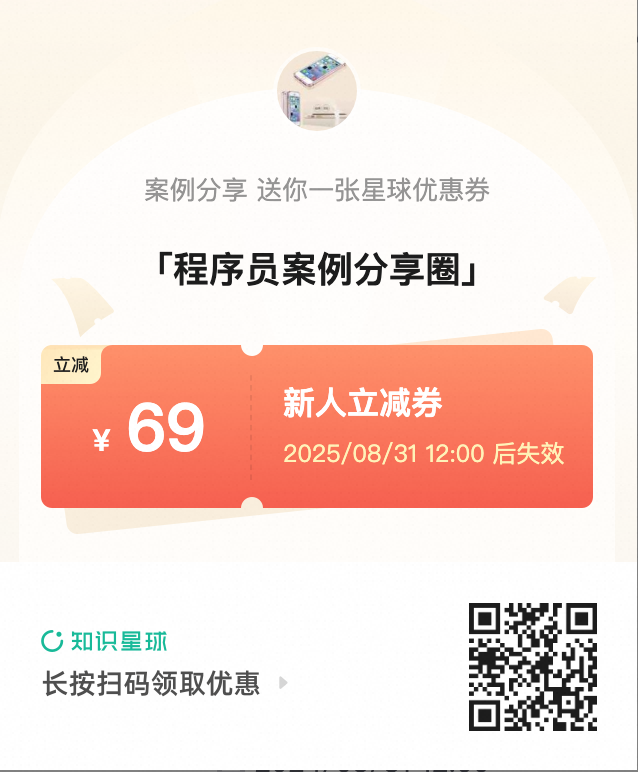 案例分享 送你一张星球优惠券
「程序员案例分享圈」
立减
¥ 69
新人立减券
2025/08/31 12:00 后失效
知识星球
长按扫码领取优惠